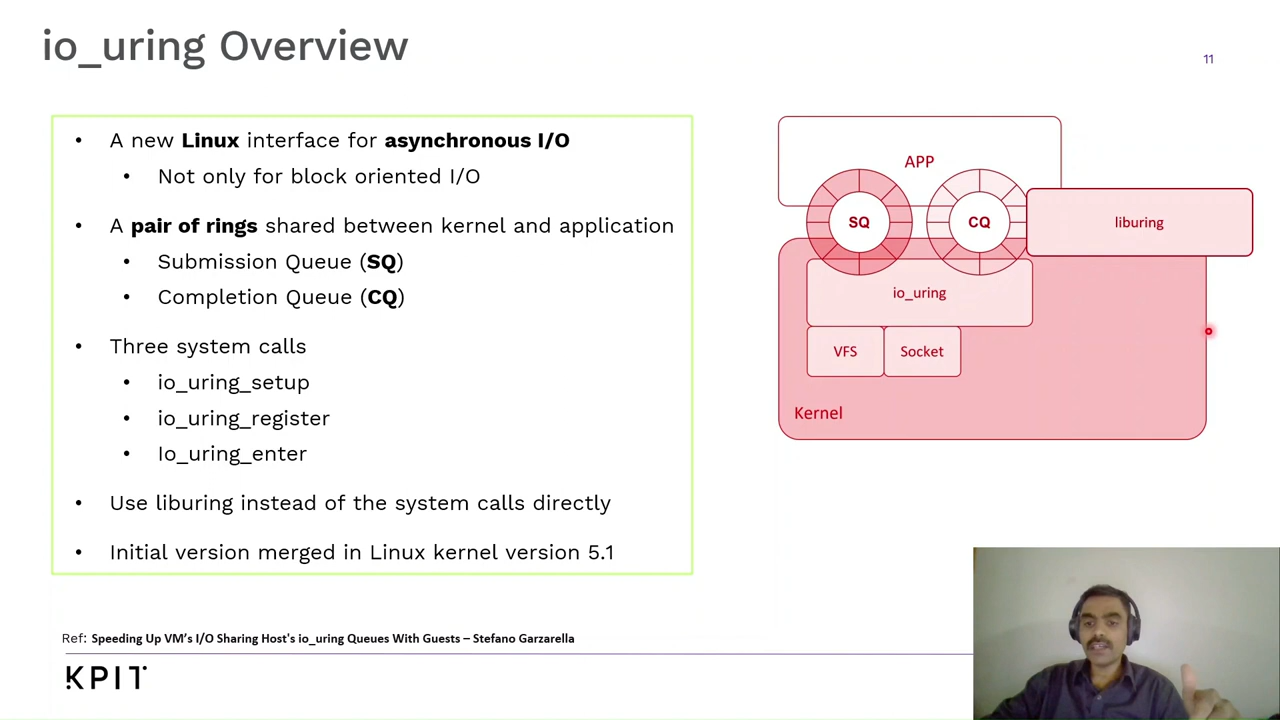 io_uring Overview
11
• A new Linux interface for asynchronous I/O
• Not only for block oriented I/O
• A pair of rings shared between kernel and application
• Submission Queue (SQ)
• Completion Queue (CQ)
• Three system calls
• io_uring_setup
• io_uring_register
• Io_uring_enter
• Use liburing instead of the system calls directly
• Initial version merged in Linux kernel version 5.1
APP
SQ
CQ
liburing
io_uring
VFS
Socket
Kernel
Ref: Speeding Up VM’s I/O Sharing Host's io_uring Queues With Guests – Stefano Garzarella
KPIT